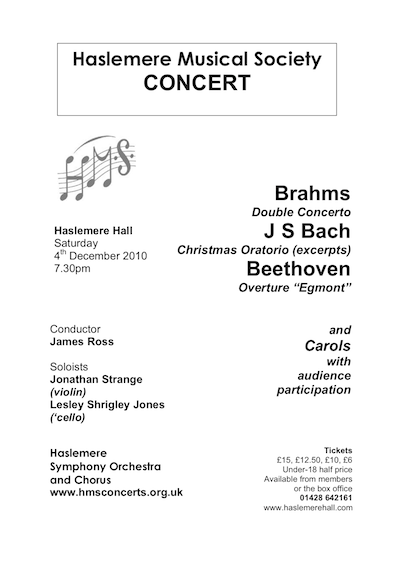 Haslemere Musical Society
CONCERT
HMS
Haslemere Hall
Saturday
4th December 2010
7.30pm
Brahms
Double Concerto
J S Bach
Christmas Oratorio (excerpts)
Beethoven
Overture “Egmont”
Conductor
James Ross
Soloists
Jonathan Strange
(violin)
Lesley Shrigley Jones
(‘cello)
and
Carols
with
audience
participation
Haslemere
Symphony Orchestra
and Chorus
www.hmsconcerts.org.uk
Tickets
£15, £12.50, £10, £6
Under-18 half price
Available from members
or the box office
01428 642161
www.haslemerehall.com